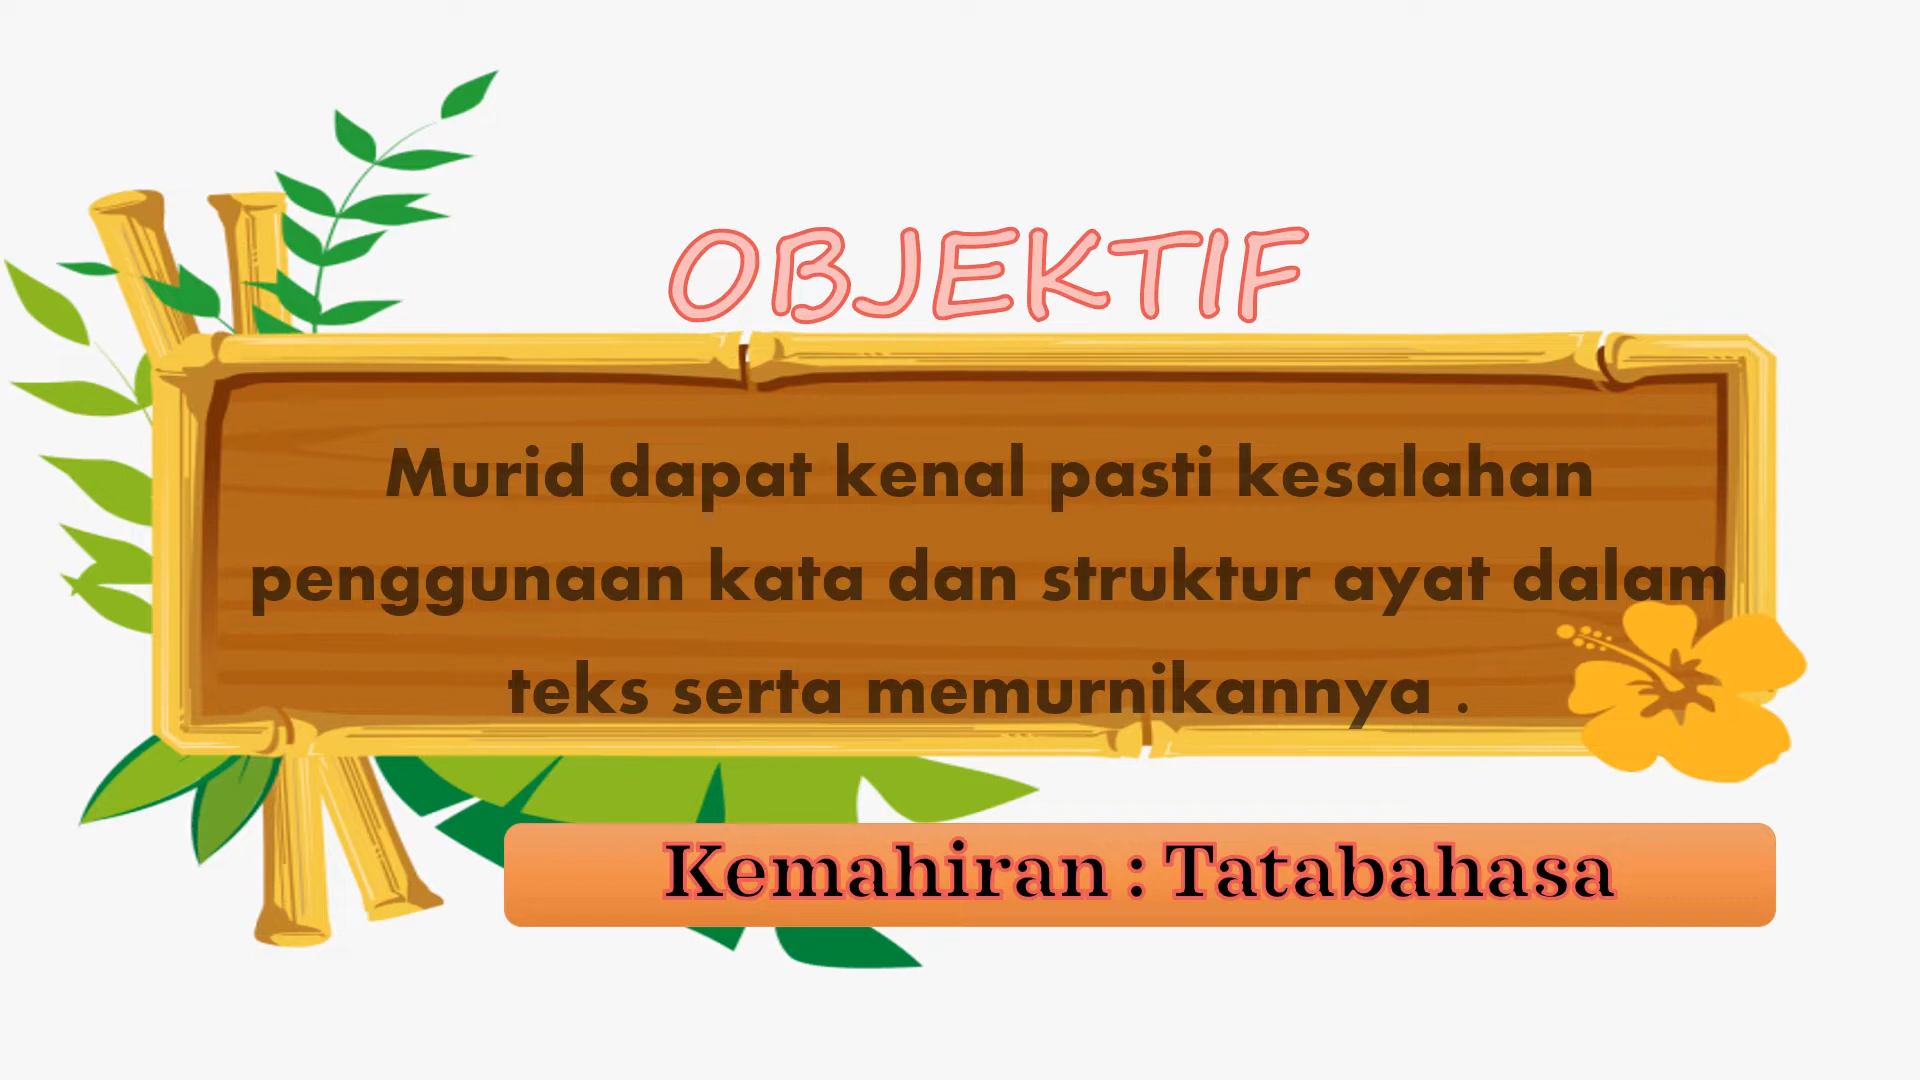 OBJEKTIF
Murid dapat kenal pasti kesalahan
penggunaan kata dan struktur ayat dalam
teks serta memurnikannya .
Kemahiran : Tatabahasa